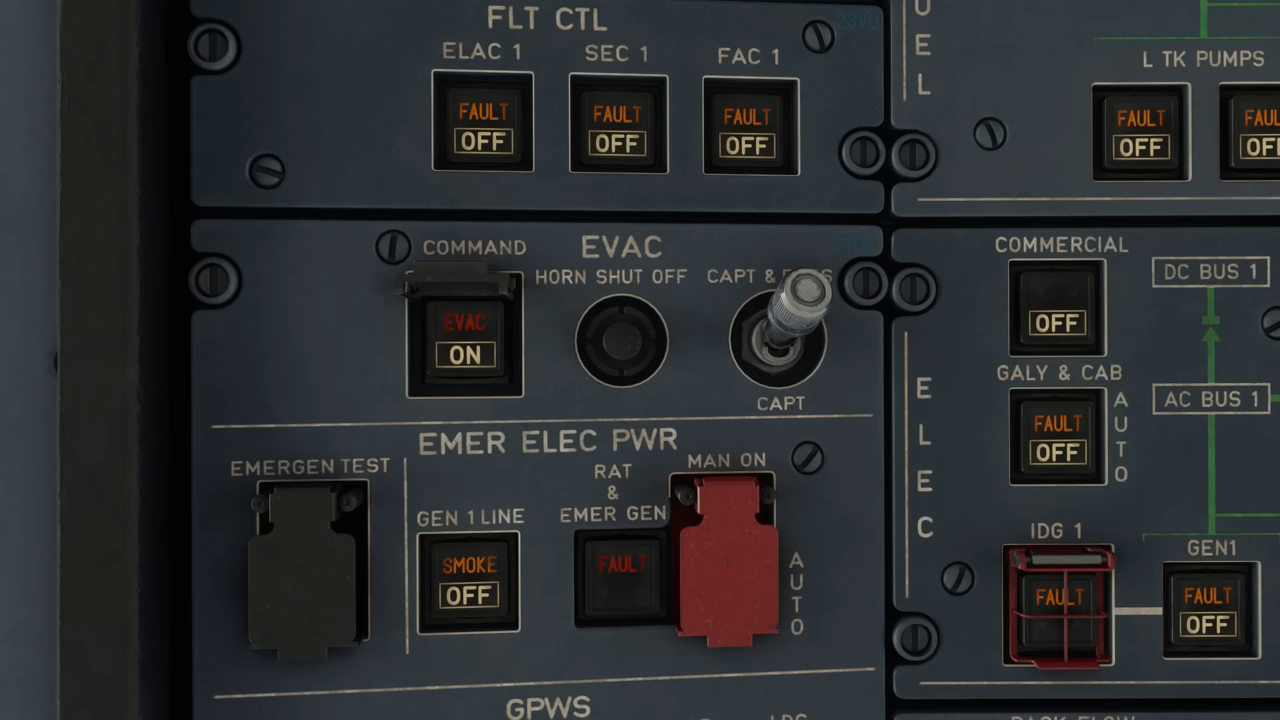 FLT CTL
ELAC 1
SEC 1
FAC 1
FAULT
OFF
FAULT
OFF
FAULT
OFF
UEL
L TK PUMPS
FAULT
OFF
COMMAND
EVAC
HORN SHUT OFF
CAPT &
EVAC
ON
CAPT
EMER ELEC PWR
EMERGEN TEST
GEN 1 LINE
SMOKE
OFF
RAT
&
EMER GEN
FAULT
MAN ON
AUTO
GPWS
ELEC
COMMERCIAL
OFF
GALY & CAB
FAULT
OFF
AUTO
DC BUS 1
AC BUS 1
IDG 1
FAULT
GEN1
FAULT
OFF